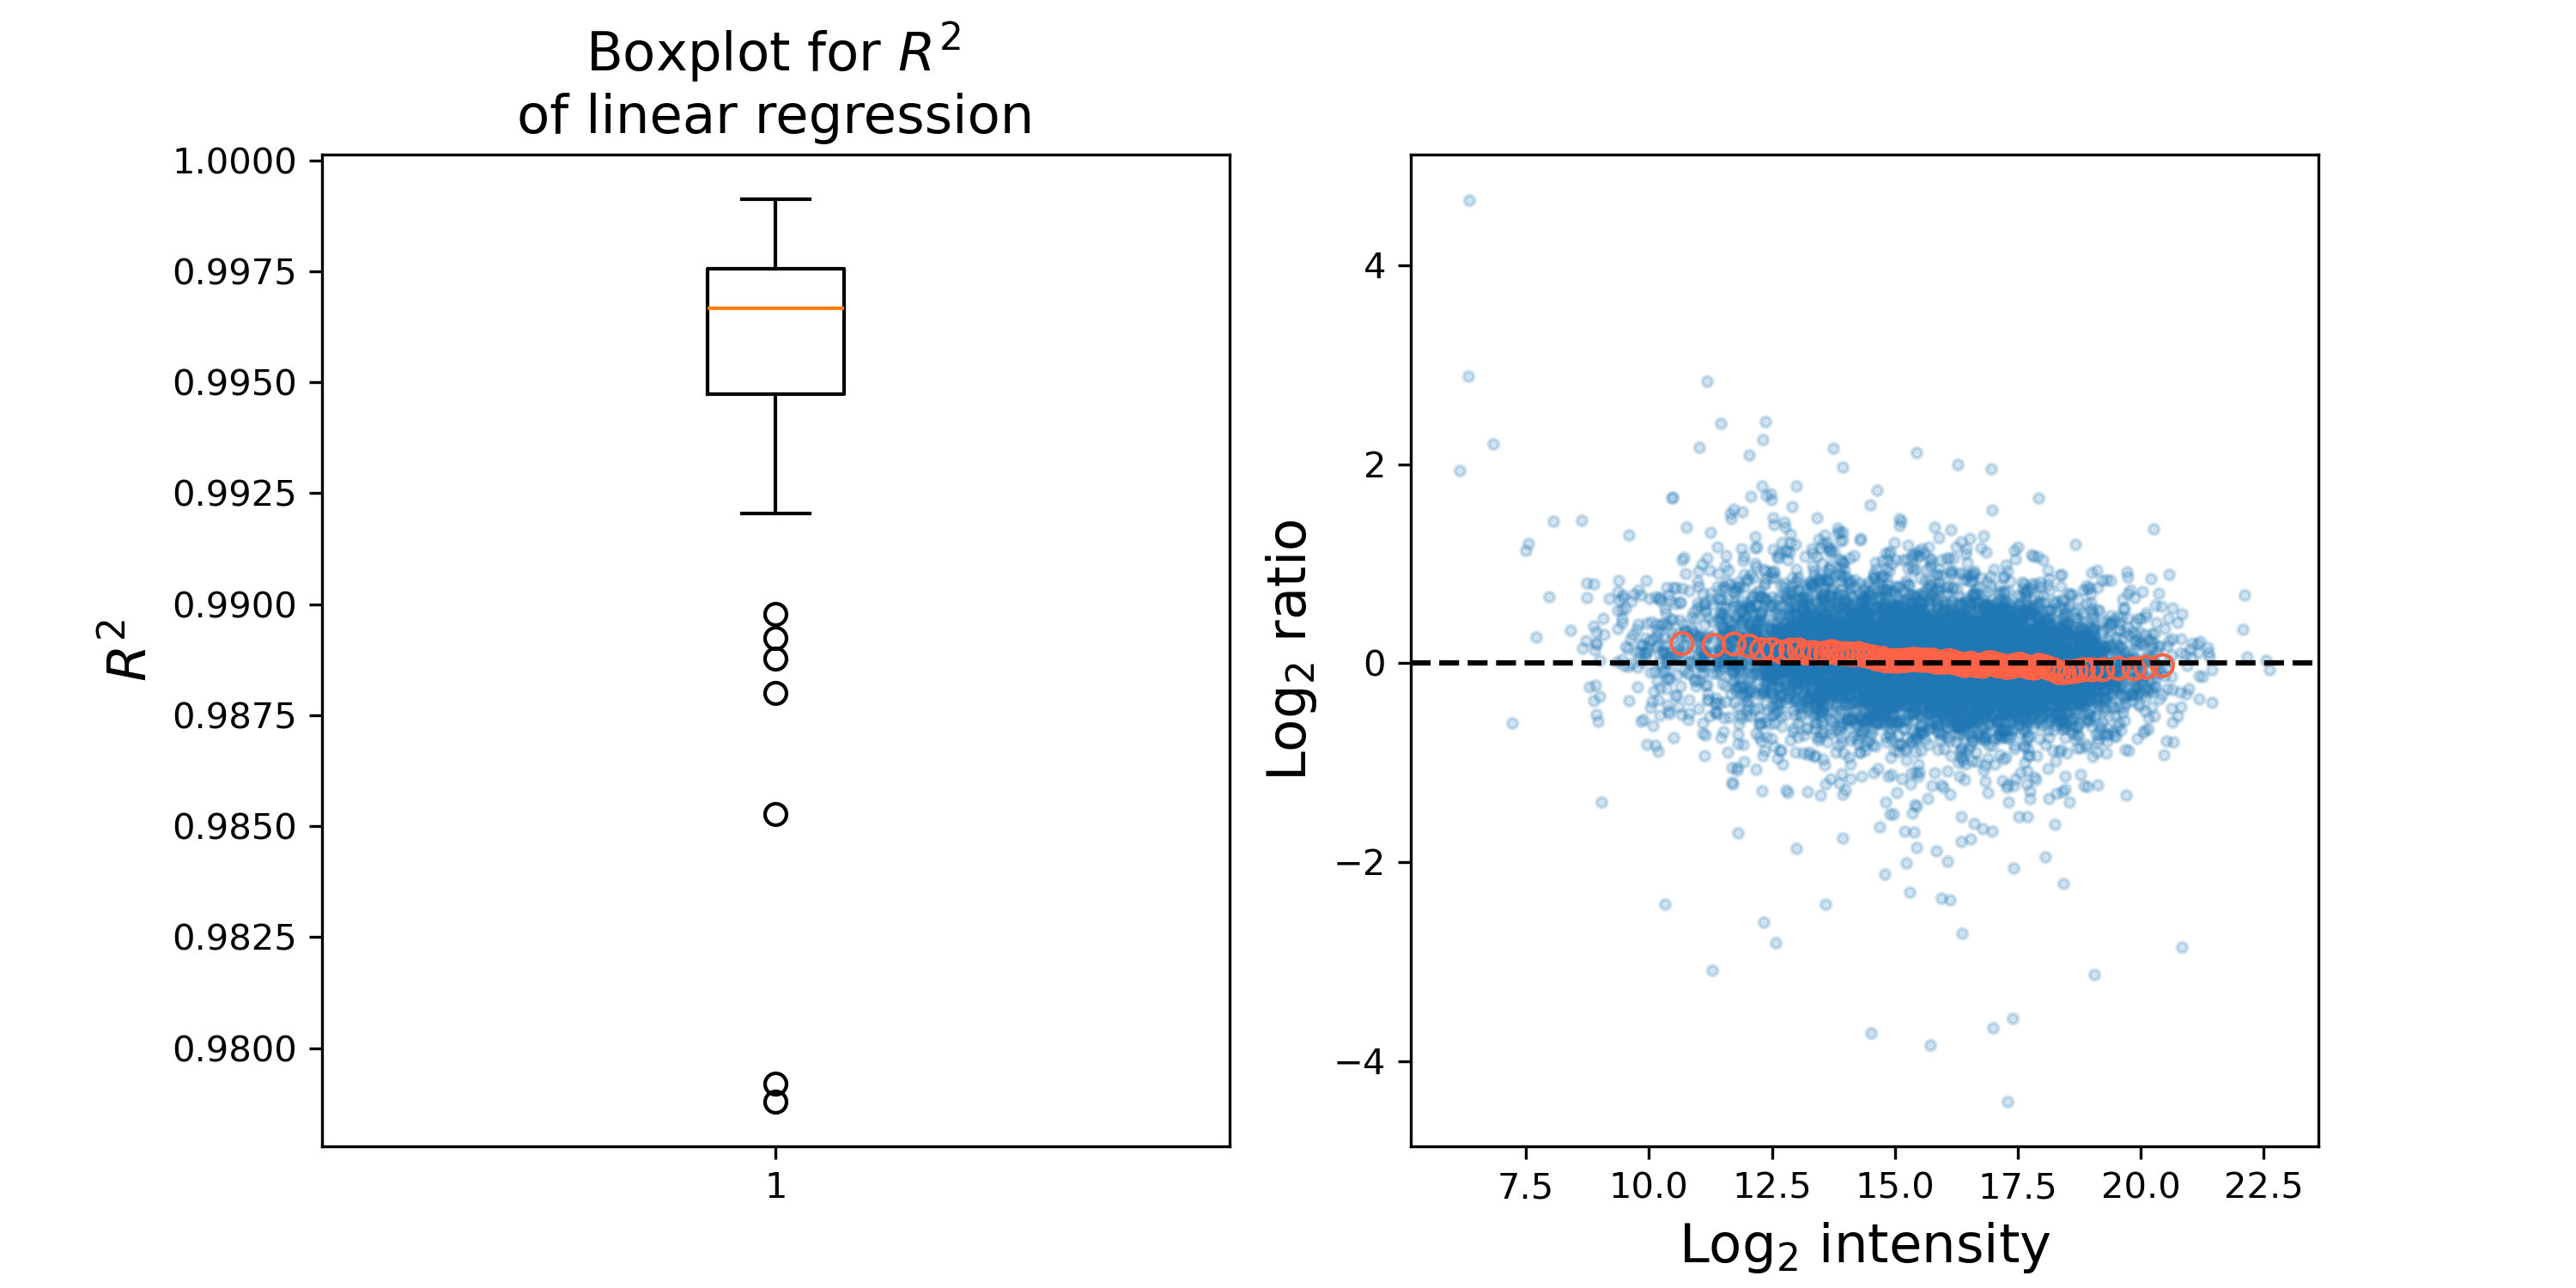 Boxplot for R²
of linear regression
1.0000
0.9975
0.9950
0.9925
0.9900
0.9875
0.9850
0.9825
0.9800
R²
1
4
2
0
−2
−4
Log₂ ratio
7.5 10.0 12.5 15.0 17.5 20.0 22.5
Log₂ intensity